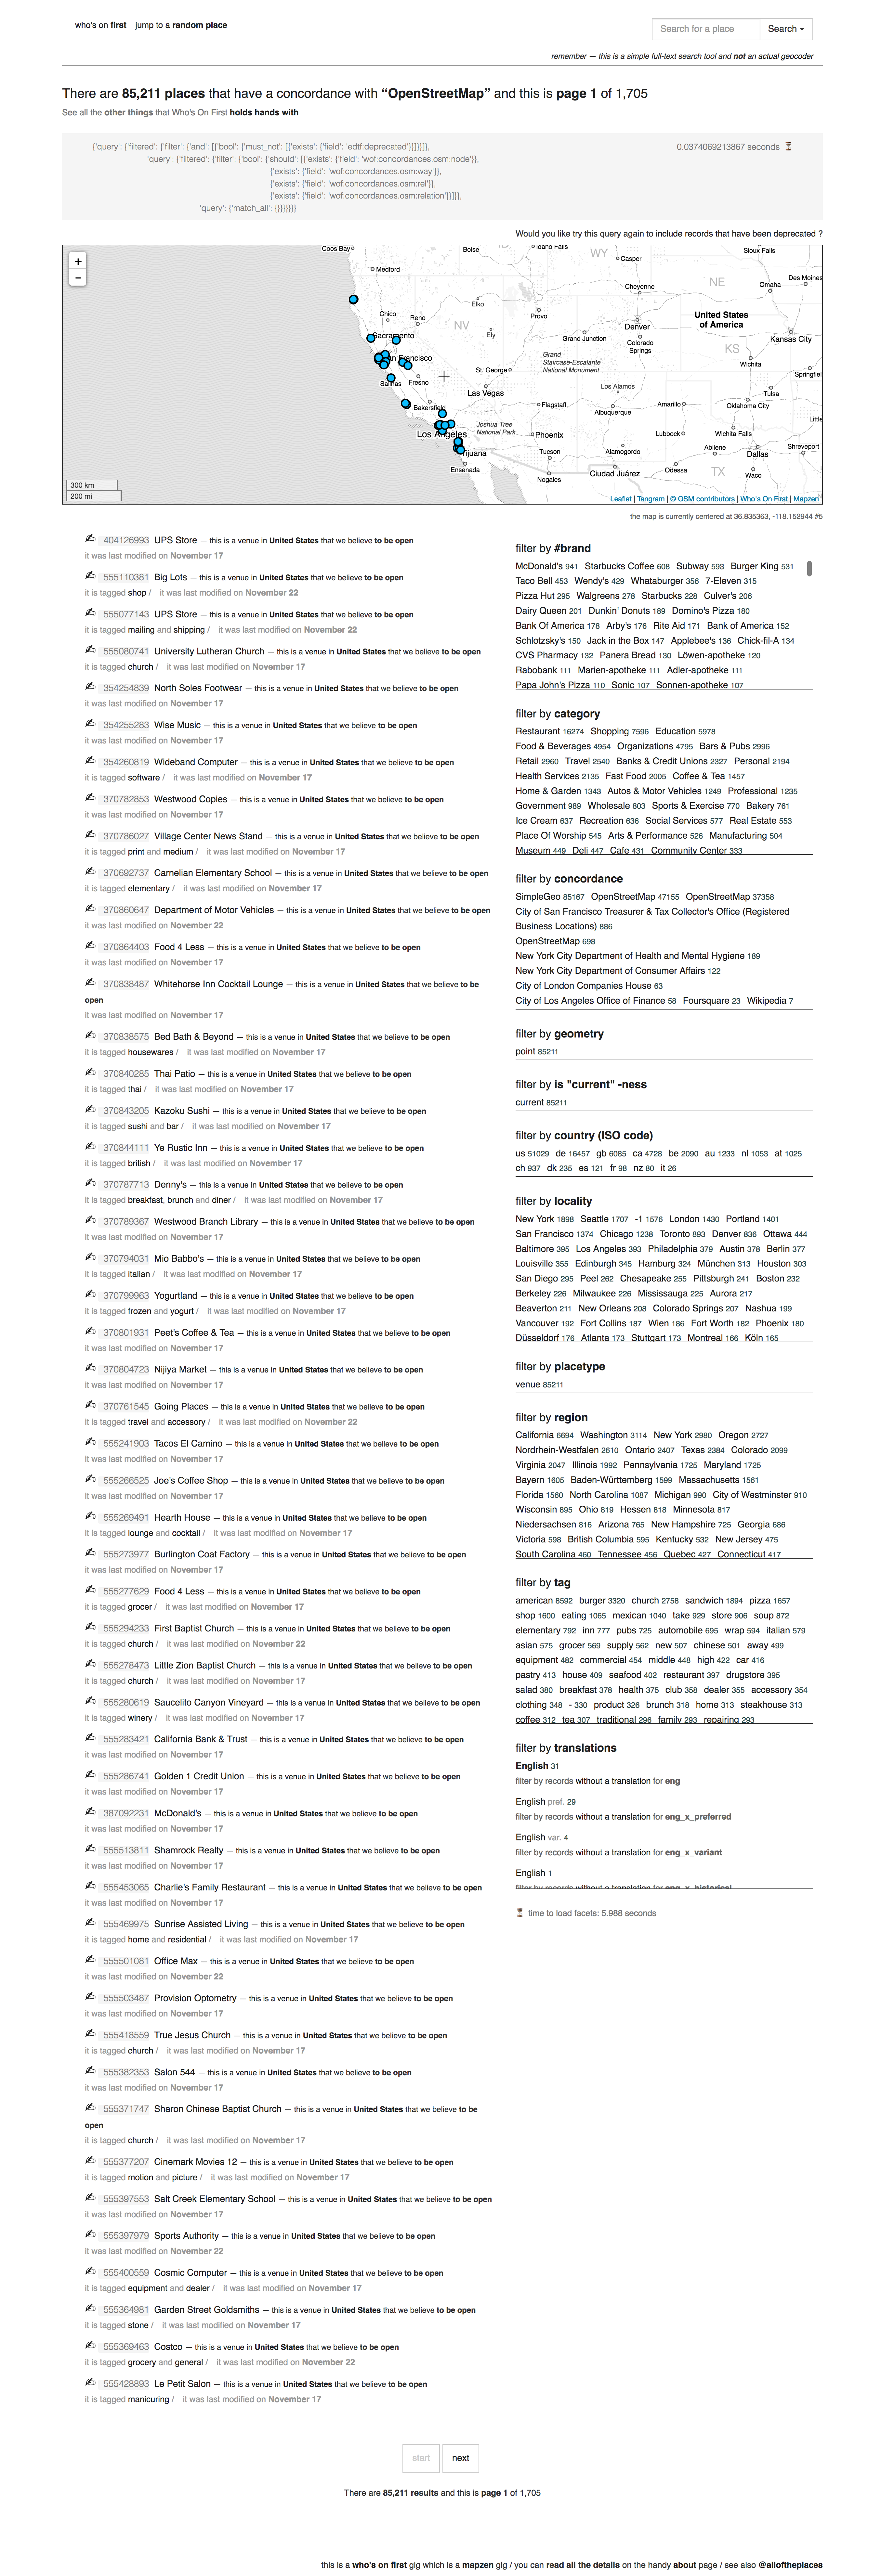 who's on first jump to a random place
Search for a place Search
remember — this is a simple full-text search tool and not an actual geocoder
There are 85,211 places that have a concordance with “OpenStreetMap” and this is page 1 of 1,705
See all the other things that Who's On First holds hands with
{'query': {'filtered': {'filter': {'and': [{'bool': {'must_not': [{'exists': {'field': 'edtf:deprecated'}}]}}]},
0.0374069213867 seconds
'query': {'filtered': {'filter': {'bool': {'should': [{'exists': {'field': 'wof:concordances.osm:node'}},
{'exists': {'field': 'wof:concordances.osm:way'}},
{'exists': {'field': 'wof:concordances.osm:rel'}},
{'exists': {'field': 'wof:concordances.osm:relation'}}]}},
'query': {'match_all': {}}}}}}}
Would you like try this query again to include records that have been deprecated ?
+
-
Coos Bay
Medford
Boise
Idaho Falls
WY
Casper
Sioux Falls
Cheyenne
NE
Omaha
Des Moines
Elko
Chico
Reno
NV
Ely
Provo
Grand Junction
Denver
Colorado Springs
United States of America
KS
Kansas City
Sacramento
San Francisco
Salinas
Fresno
St. George
Grand Staircase-Escalante National Monument
Wichita
Springfield
Las Vegas
Los Alamos
Tulsa
Bakersfield
Flagstaff
Albuquerque
Amarillo
Oklahoma City
Little
Los Angeles
Joshua Tree National Park
Phoenix
Lubbock
Wichita Falls
Tijuana
Tucson
Alamogordo
Abilene
Dallas
Shreveport
Ensenada
Nogales
Ciudad Juárez
Odessa
TX
Waco
300 km
200 mi
Leaflet | Tangram | © OSM contributors | Who's On First | Mapzen
the map is currently centered at 36.835363, -118.152944 #5
404126993 UPS Store — this is a venue in United States that we believe to be open
it was last modified on November 17
555110381 Big Lots — this is a venue in United States that we believe to be open
it is tagged shop / it was last modified on November 22
555077143 UPS Store — this is a venue in United States that we believe to be open
it is tagged mailing and shipping / it was last modified on November 22
555080741 University Lutheran Church — this is a venue in United States that we believe to be open
it is tagged church / it was last modified on November 17
354254839 North Soles Footwear — this is a venue in United States that we believe to be open
it was last modified on November 17
354255283 Wise Music — this is a venue in United States that we believe to be open
it was last modified on November 17
354260819 Wideband Computer — this is a venue in United States that we believe to be open
it is tagged software / it was last modified on November 17
370782853 Westwood Copies — this is a venue in United States that we believe to be open
it was last modified on November 17
370786027 Village Center News Stand — this is a venue in United States that we believe to be open
it is tagged print and medium / it was last modified on November 17
370692737 Carnelian Elementary School — this is a venue in United States that we believe to be open
it is tagged elementary / it was last modified on November 17
370860647 Department of Motor Vehicles — this is a venue in United States that we believe to be open
it was last modified on November 22
370864403 Food 4 Less — this is a venue in United States that we believe to be open
it was last modified on November 17
370838487 Whitehorse Inn Cocktail Lounge — this is a venue in United States that we believe to be
open
it was last modified on November 17
370838575 Bed Bath & Beyond — this is a venue in United States that we believe to be open
it is tagged housewares / it was last modified on November 17
370840285 Thai Patio — this is a venue in United States that we believe to be open
it is tagged thai / it was last modified on November 17
370843205 Kazoku Sushi — this is a venue in United States that we believe to be open
it is tagged sushi and bar / it was last modified on November 17
370844111 Ye Rustic Inn — this is a venue in United States that we believe to be open
it is tagged british / it was last modified on November 17
370787713 Denny's — this is a venue in United States that we believe to be open
it is tagged breakfast, brunch and diner / it was last modified on November 17
370789367 Westwood Branch Library — this is a venue in United States that we believe to be open
it was last modified on November 17
370794031 Mio Babbo's — this is a venue in United States that we believe to be open
it is tagged italian / it was last modified on November 17
370799963 Yogurtland — this is a venue in United States that we believe to be open
it is tagged frozen and yogurt / it was last modified on November 17
370801931 Peet's Coffee & Tea — this is a venue in United States that we believe to be open
it was last modified on November 17
370804723 Nijiya Market — this is a venue in United States that we believe to be open
it was last modified on November 17
370761545 Going Places — this is a venue in United States that we believe to be open
it is tagged travel and accessory / it was last modified on November 22
555241903 Tacos El Camino — this is a venue in United States that we believe to be open
it was last modified on November 17
555266525 Joe's Coffee Shop — this is a venue in United States that we believe to be open
it was last modified on November 17
555269491 Hearth House — this is a venue in United States that we believe to be open
it is tagged lounge and cocktail / it was last modified on November 17
555273977 Burlington Coat Factory — this is a venue in United States that we believe to be open
it was last modified on November 17
555277629 Food 4 Less — this is a venue in United States that we believe to be open
it is tagged grocer / it was last modified on November 17
555294233 First Baptist Church — this is a venue in United States that we believe to be open
it is tagged church / it was last modified on November 22
555278473 Little Zion Baptist Church — this is a venue in United States that we believe to be open
it is tagged church / it was last modified on November 17
555280619 Saucelito Canyon Vineyard — this is a venue in United States that we believe to be open
it is tagged winery / it was last modified on November 17
555283421 California Bank & Trust — this is a venue in United States that we believe to be open
it was last modified on November 17
555286741 Golden 1 Credit Union — this is a venue in United States that we believe to be open
it was last modified on November 17
387092231 McDonald's — this is a venue in United States that we believe to be open
it was last modified on November 17
555513811 Shamrock Realty — this is a venue in United States that we believe to be open
it was last modified on November 17
555453065 Charlie's Family Restaurant — this is a venue in United States that we believe to be open
it was last modified on November 17
555469975 Sunrise Assisted Living — this is a venue in United States that we believe to be open
it is tagged home and residential / it was last modified on November 17
555501081 Office Max — this is a venue in United States that we believe to be open
it was last modified on November 22
555503487 Provision Optometry — this is a venue in United States that we believe to be open
it was last modified on November 17
555418559 True Jesus Church — this is a venue in United States that we believe to be open
it is tagged church / it was last modified on November 17
555382353 Salon 544 — this is a venue in United States that we believe to be open
it was last modified on November 17
555371747 Sharon Chinese Baptist Church — this is a venue in United States that we believe to be
open
it is tagged church / it was last modified on November 17
555377207 Cinemark Movies 12 — this is a venue in United States that we believe to be open
it is tagged motion and picture / it was last modified on November 17
555397553 Salt Creek Elementary School — this is a venue in United States that we believe to be open
it was last modified on November 17
555397979 Sports Authority — this is a venue in United States that we believe to be open
it was last modified on November 22
555400559 Cosmic Computer — this is a venue in United States that we believe to be open
it is tagged equipment and dealer / it was last modified on November 17
555364981 Garden Street Goldsmiths — this is a venue in United States that we believe to be open
it is tagged stone / it was last modified on November 17
555369463 Costco — this is a venue in United States that we believe to be open
it is tagged grocery and general / it was last modified on November 22
555428893 Le Petit Salon — this is a venue in United States that we believe to be open
it is tagged manicuring / it was last modified on November 17
filter by #brand
McDonald's 941 Starbucks Coffee 608 Subway 593 Burger King 531
Taco Bell 453 Wendy's 429 Whataburger 356 7-Eleven 315
Pizza Hut 295 Walgreens 278 Starbucks 228 Culver's 206
Dairy Queen 201 Dunkin' Donuts 189 Domino's Pizza 180
Bank Of America 178 Arby's 176 Rite Aid 171 Bank of America 152
Schlotzsky's 150 Jack in the Box 147 Applebee's 136 Chick-fil-A 134
CVS Pharmacy 132 Panera Bread 130 Löwen-apotheke 120
Rabobank 111 Marien-apotheke 111 Adler-apotheke 111
Papa John's Pizza 110 Sonic 107 Sonnen-apotheke 107
filter by category
Restaurant 16274 Shopping 7596 Education 5978
Food & Beverages 4954 Organizations 4795 Bars & Pubs 2996
Retail 2960 Travel 2540 Banks & Credit Unions 2327 Personal 2194
Health Services 2135 Fast Food 2005 Coffee & Tea 1457
Home & Garden 1343 Autos & Motor Vehicles 1249 Professional 1235
Government 989 Wholesale 803 Sports & Exercise 770 Bakery 761
Ice Cream 637 Recreation 636 Social Services 577 Real Estate 553
Place Of Worship 545 Arts & Performance 526 Manufacturing 504
Museum 449 Deli 447 Cafe 431 Community Center 333
filter by concordance
SimpleGeo 85167 OpenStreetMap 47155 OpenStreetMap 37358
City of San Francisco Treasurer & Tax Collector's Office (Registered
Business Locations) 886
OpenStreetMap 698
New York City Department of Health and Mental Hygiene 189
New York City Department of Consumer Affairs 122
City of London Companies House 63
City of Los Angeles Office of Finance 58 Foursquare 23 Wikipedia 7
filter by geometry
point 85211
filter by is "current" -ness
current 85211
filter by country (ISO code)
us 51029 de 16457 gb 6085 ca 4728 be 2090 au 1233 nl 1053 at 1025
ch 937 dk 235 es 121 fr 98 nz 80 it 26
filter by locality
New York 1898 Seattle 1707 -1 1576 London 1430 Portland 1401
San Francisco 1374 Chicago 1238 Toronto 893 Denver 836 Ottawa 444
Baltimore 395 Los Angeles 393 Philadelphia 379 Austin 378 Berlin 377
Louisville 355 Edinburgh 345 Hamburg 324 München 313 Houston 303
San Diego 295 Peel 262 Chesapeake 255 Pittsburgh 241 Boston 232
Berkeley 226 Milwaukee 226 Mississauga 225 Aurora 217
Beaverton 211 New Orleans 208 Colorado Springs 207 Nashua 199
Vancouver 192 Fort Collins 187 Wien 186 Fort Worth 182 Phoenix 180
Düsseldorf 176 Atlanta 173 Stuttgart 173 Montreal 166 Köln 165
filter by placetype
venue 85211
filter by region
California 6694 Washington 3114 New York 2980 Oregon 2727
Nordrhein-Westfalen 2610 Ontario 2407 Texas 2384 Colorado 2099
Virginia 2047 Illinois 1992 Pennsylvania 1725 Maryland 1725
Bayern 1605 Baden-Württemberg 1599 Massachusetts 1561
Florida 1560 North Carolina 1087 Michigan 990 City of Westminster 910
Wisconsin 895 Ohio 819 Hessen 818 Minnesota 817
Niedersachsen 816 Arizona 765 New Hampshire 725 Georgia 686
Victoria 598 British Columbia 595 Kentucky 532 New Jersey 475
South Carolina 460 Tennessee 456 Quebec 427 Connecticut 417
filter by tag
american 8592 burger 3320 church 2758 sandwich 1894 pizza 1657
shop 1600 eating 1065 mexican 1040 take 929 store 906 soup 872
elementary 792 inn 777 pubs 725 automobile 695 wrap 594 italian 579
asian 575 grocer 569 supply 562 new 507 chinese 501 away 499
equipment 482 commercial 454 middle 448 high 422 car 416
pastry 413 house 409 seafood 402 restaurant 397 drugstore 395
salad 380 breakfast 378 health 375 club 358 dealer 355 accessory 354
clothing 348 - 330 product 326 brunch 318 home 313 steakhouse 313
coffee 312 tea 307 traditional 296 family 293 repairing 293
filter by translations
English 31
filter by records without a translation for eng
English pref. 29
filter by records without a translation for eng_x_preferred
English var. 4
filter by records without a translation for eng_x_variant
English 1
filter by records without a translation for eng_x_historical
time to load facets: 5.988 seconds
start next
There are 85,211 results and this is page 1 of 1,705
this is a who's on first gig which is a mapzen gig / you can read all the details on the handy about page / see also @alloftheplaces